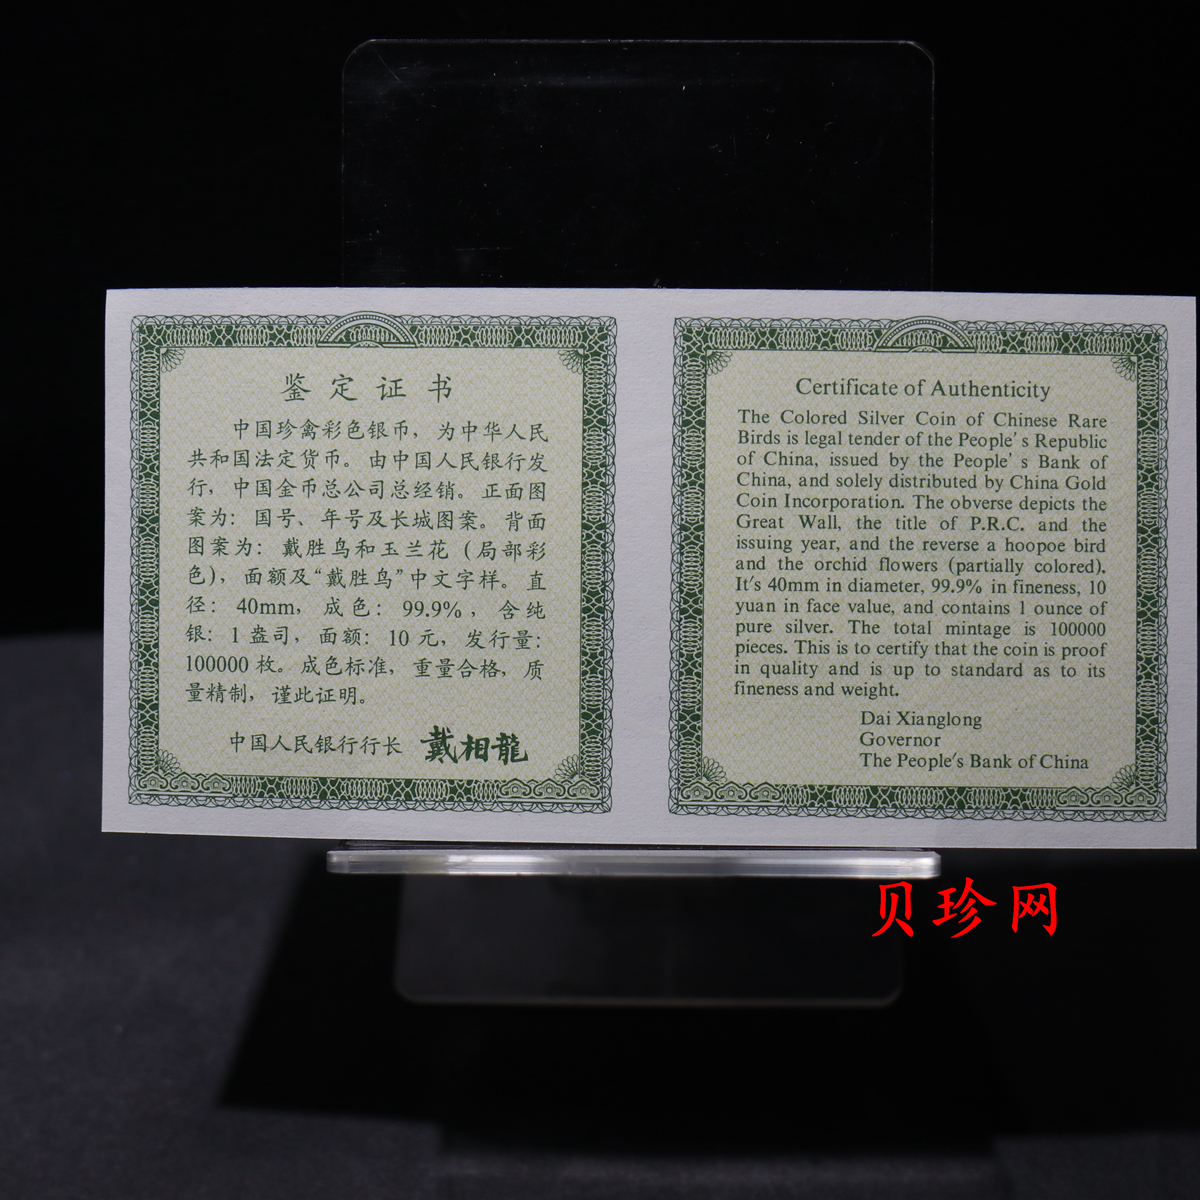 鉴定证书
中国珍禽彩色银币，为中华人民
共和国法定货币。由中国人民银行发
行，中国金币总公司总经销。正面图
案为：国号、年号及长城图案。背面
图案为：戴胜鸟和玉兰花（局部彩
色），面额及“戴胜鸟”中文字样。直
径：40mm，成色：99.9%，含纯
银：1盎司，面额：10元，发行量：
100000枚。成色标准，重量合格，质
量精制，谨此证明。
中国人民银行行长 戴相龍
Certificate of Authenticity
The Colored Silver Coin of Chinese Rare
Birds is legal tender of the People's Republic
of China, issued by the People's Bank of
China, and solely distributed by China Gold
Coin Incorporation. The obverse depicts the
Great Wall, the title of P.R.C. and the
issuing year, and the reverse a hoopoe bird
and the orchid flowers (partially colored).
It's 40mm in diameter, 99.9% in fineness, 10
yuan in face value, and contains 1 ounce of
pure silver. The total mintage is 100000
pieces. This is to certify that the coin is proof
in quality and is up to standard as to its
fineness and weight.
Dai Xianglong
Governor
The People's Bank of China
贝珍网